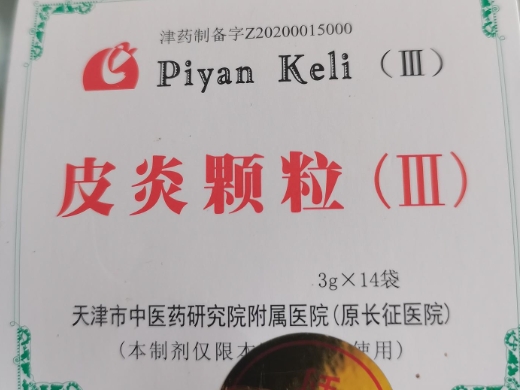 津药制备字Z20200015000
Piyan Keli (Ⅲ)
皮炎颗粒(Ⅲ)
3g×14袋
天津市中医药研究院附属医院(原长征医院)
(本制剂仅限本 使用)